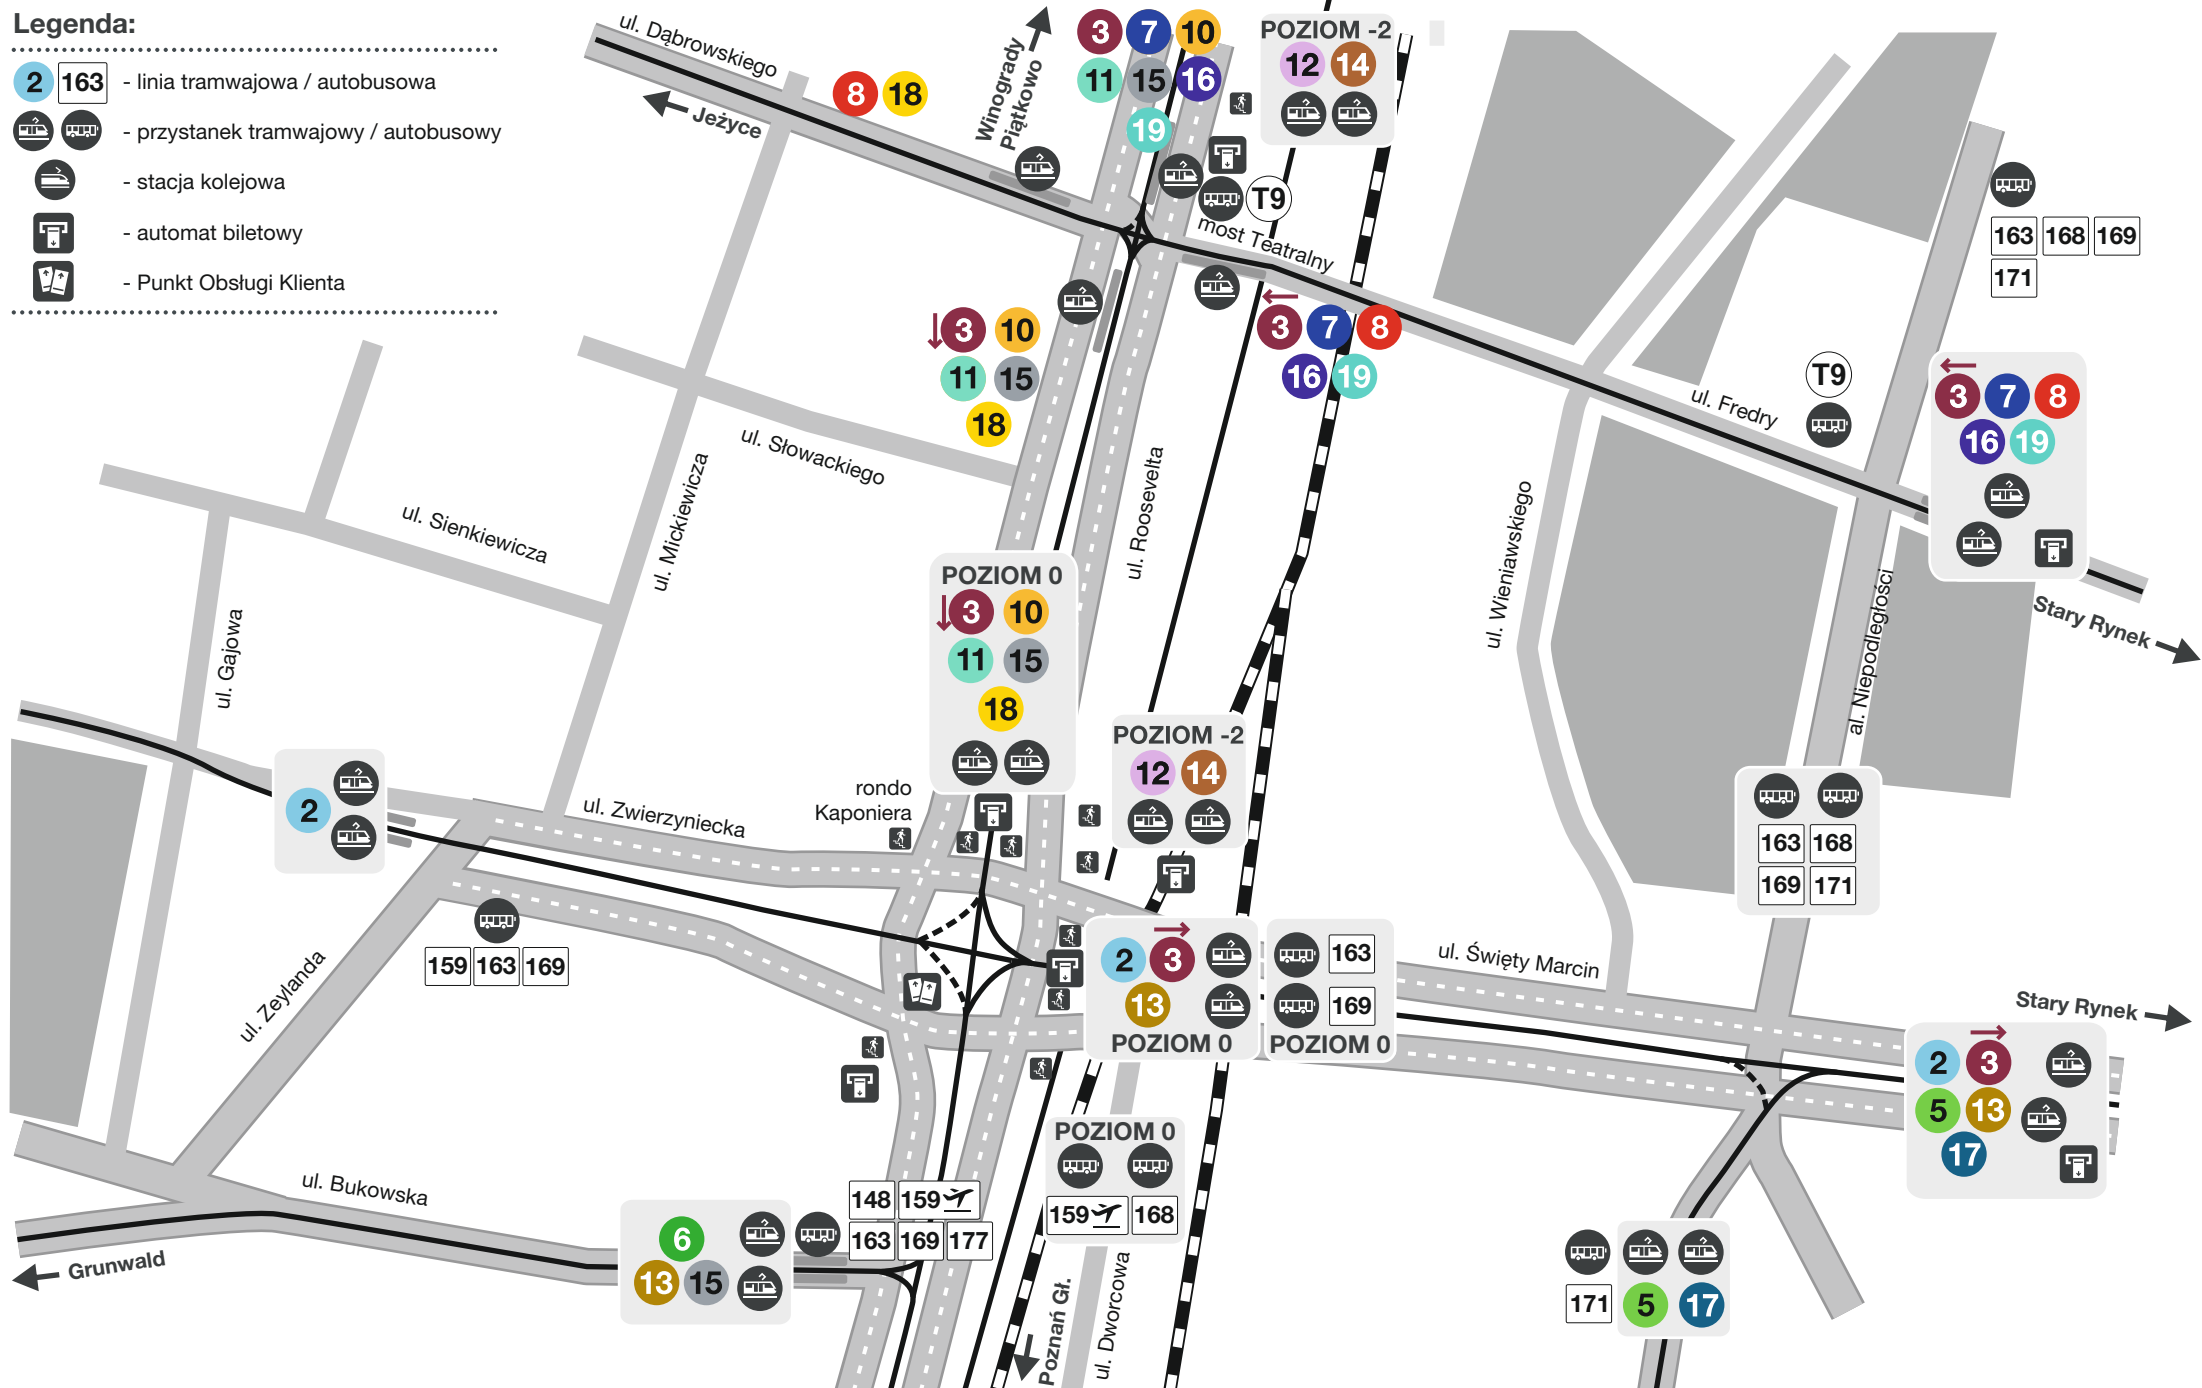 Legenda:
2 163 - linia tramwajowa / autobusowa
- przystanek tramwajowy / autobusowy
- stacja kolejowa
- automat biletowy
- Punkt Obsługi Klienta
ul. Dąbrowskiego
Jeżyce
8 18
Winogrady
Piątkowo
3 7 10
11 15 16
19
POZIOM -2
12 14
T9
most Teatralny
3 7 8
16 19
3 10
11 15
18
163 168 169
171
T9
ul. Fredry
3 7 8
16 19
Stary Rynek
ul. Słowackiego
ul. Mickiewicza
ul. Sienkiewicza
ul. Gajowa
ul. Roosevelta
ul. Wieniawskiego
al. Niepodległości
POZIOM 0
3 10
11 15
18
POZIOM -2
12 14
2
ul. Zwierzyniecka
rondo
Kaponiera
163 168
169 171
159 163 169
ul. Zeylanda
2 3
13
POZIOM 0
163
169
POZIOM 0
ul. Święty Marcin
Stary Rynek
2 3
5 13
17
POZIOM 0
159 168
ul. Bukowska
Grunwald
6
13 15
148 159
163 169 177
Poznań Gł.
ul. Dworcowa
171 5 17